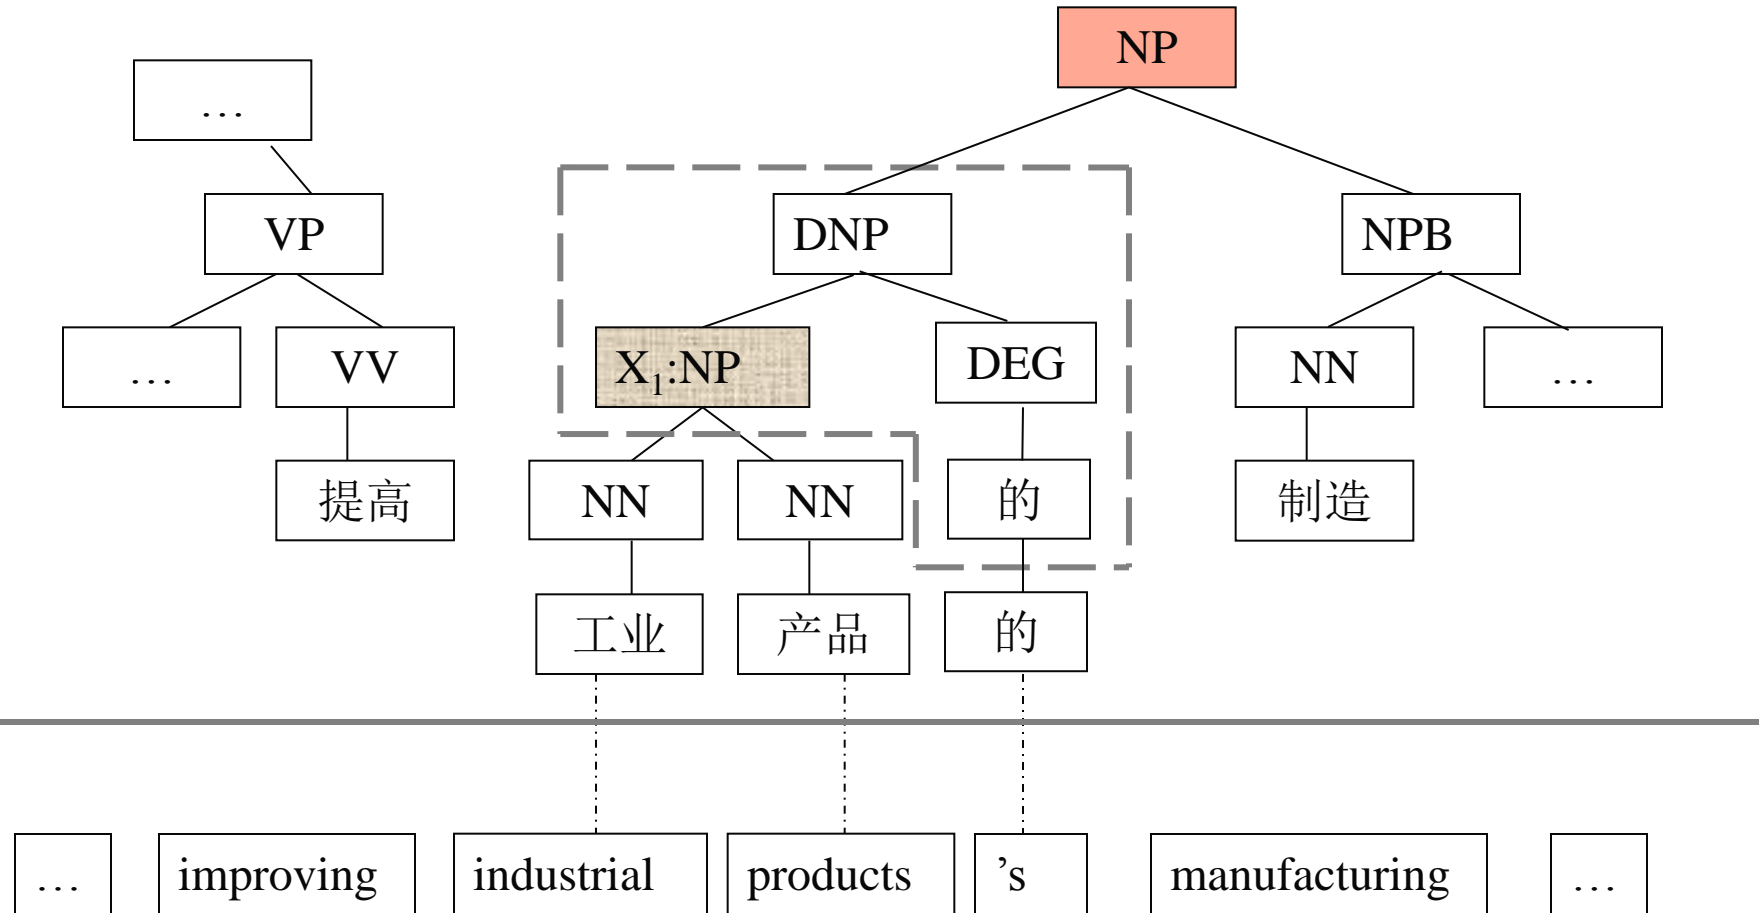 NP
…
VP
DNP
NPB
…
VV
X₁:NP
DEG
NN
…
提高
NN
NN
的
制造
工业
产品
的
…
improving
industrial
products
’s
manufacturing
…